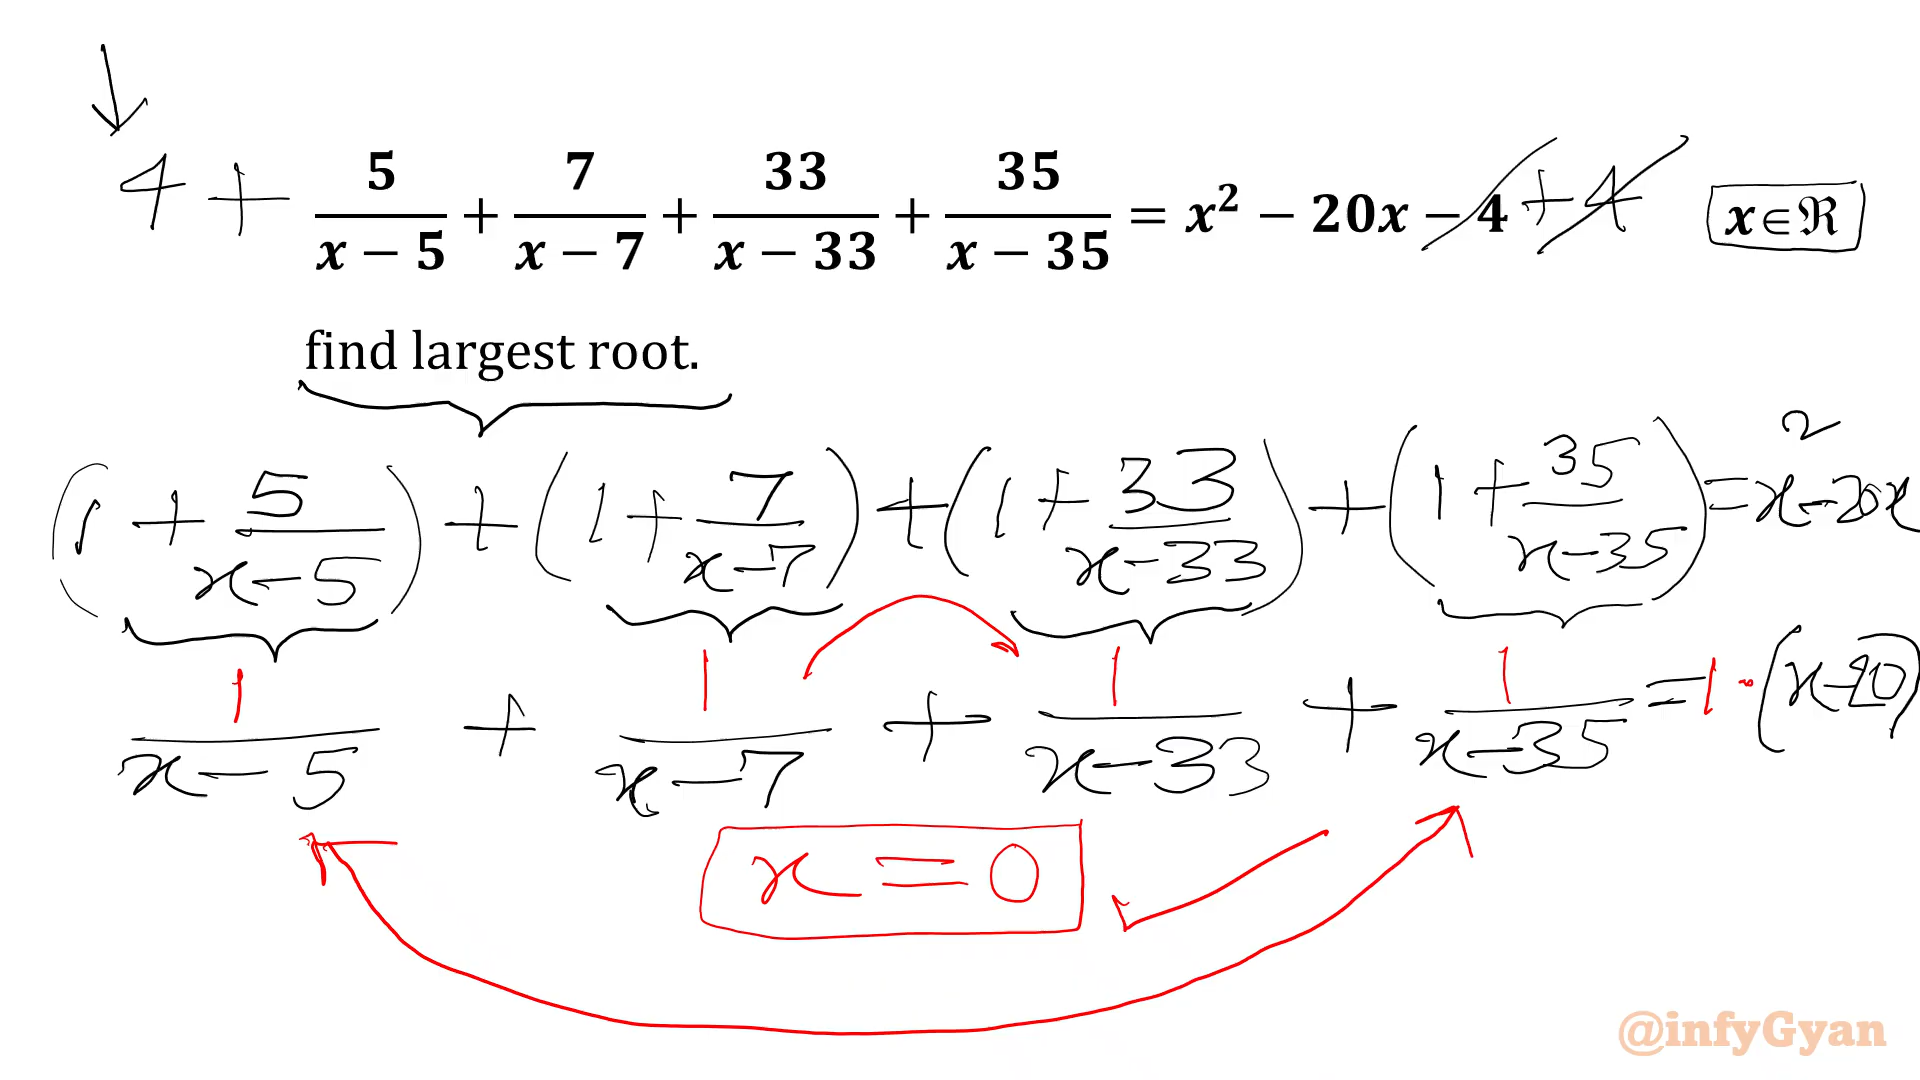 4 + 5/(x − 5) + 7/(x − 7) + 33/(x − 33) + 35/(x − 35) = x² − 20x − 4 + 4 x∈ℜ
find largest root.
(1 + 5/(x−5)) + (1 + 7/(x−7)) + (1 + 33/(x−33)) + (1 + 35/(x−35)) = x² − 20x
1/(x−5) + 1/(x−7) + 1/(x−33) + 1/(x−35) = 1·(x−20)
x = 0
@infyGyan